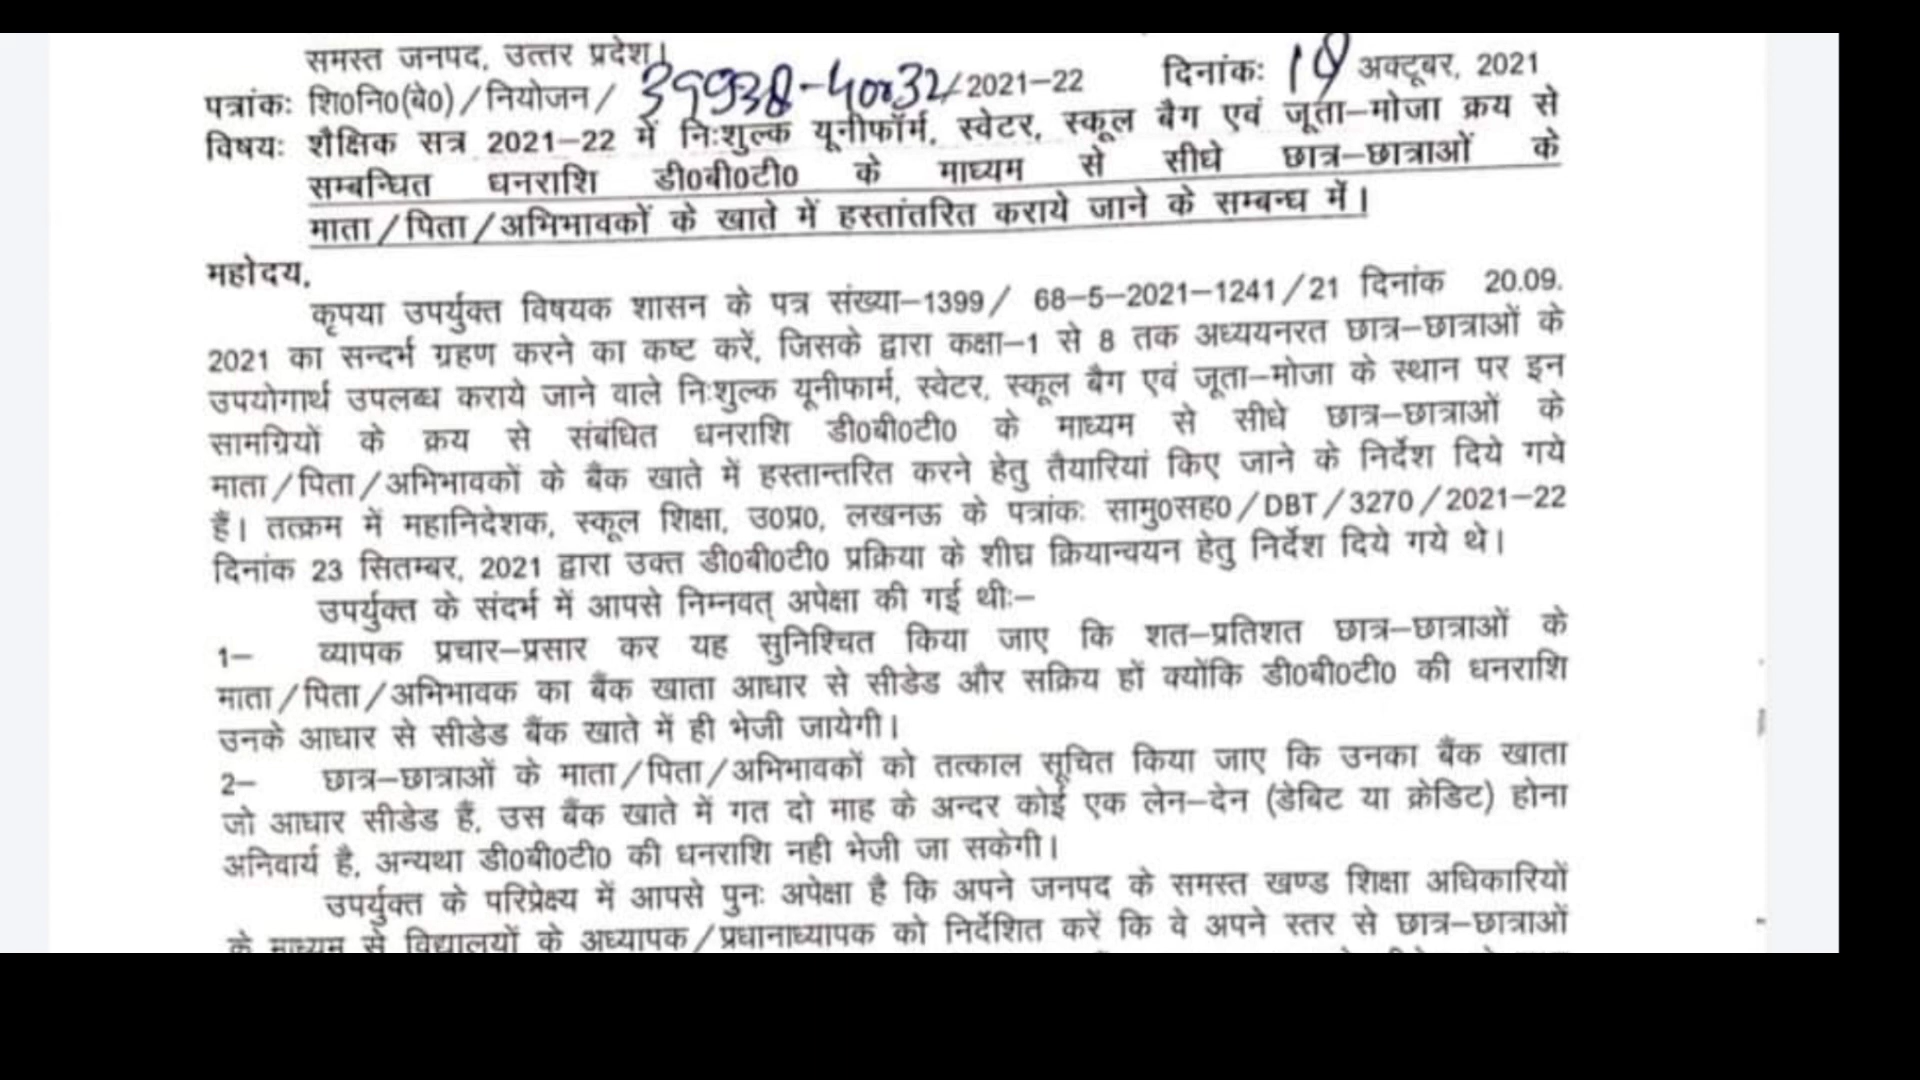 समस्त जनपद, उत्तर प्रदेश।
पत्रांकः शि0नि0(बे0)/नियोजन/ /2021–22 दिनांकः अक्टूबर, 2021
विषयः शैक्षिक सत्र 2021–22 में निःशुल्क यूनीफॉर्म, स्वेटर, स्कूल बैग एवं जूता–मोजा क्रय से
सम्बन्धित धनराशि डी0बी0टी0 के माध्यम से सीधे छात्र–छात्राओं के
माता/पिता/अभिभावकों के खाते में हस्तांतरित कराये जाने के सम्बन्ध में।
महोदय,
कृपया उपर्युक्त विषयक शासन के पत्र संख्या–1399/ 68–5–2021–1241/21 दिनांक 20.09.
2021 का सन्दर्भ ग्रहण करने का कष्ट करें, जिसके द्वारा कक्षा–1 से 8 तक अध्ययनरत छात्र–छात्राओं के
उपयोगार्थ उपलब्ध कराये जाने वाले निःशुल्क यूनीफार्म, स्वेटर, स्कूल बैग एवं जूता–मोजा के स्थान पर इन
सामग्रियों के क्रय से संबंधित धनराशि डी0बी0टी0 के माध्यम से सीधे छात्र–छात्राओं के
माता/पिता/अभिभावकों के बैंक खाते में हस्तान्तरित करने हेतु तैयारियां किए जाने के निर्देश दिये गये
हैं। तत्क्रम में महानिदेशक, स्कूल शिक्षा, उ0प्र0, लखनऊ के पत्रांकः सामु0सह0/DBT/3270/2021–22
दिनांक 23 सितम्बर, 2021 द्वारा उक्त डी0बी0टी0 प्रक्रिया के शीघ्र क्रियान्वयन हेतु निर्देश दिये गये थे।
उपर्युक्त के संदर्भ में आपसे निम्नवत् अपेक्षा की गई थीः–
1– व्यापक प्रचार–प्रसार कर यह सुनिश्चित किया जाए कि शत–प्रतिशत छात्र–छात्राओं के
माता/पिता/अभिभावक का बैंक खाता आधार से सीडेड और सक्रिय हों क्योंकि डी0बी0टी0 की धनराशि
उनके आधार से सीडेड बैंक खाते में ही भेजी जायेगी।
2– छात्र–छात्राओं के माता/पिता/अभिभावकों को तत्काल सूचित किया जाए कि उनका बैंक खाता
जो आधार सीडेड हैं, उस बैंक खाते में गत दो माह के अन्दर कोई एक लेन–देन (डेबिट या क्रेडिट) होना
अनिवार्य है, अन्यथा डी0बी0टी0 की धनराशि नही भेजी जा सकेगी।
उपर्युक्त के परिप्रेक्ष्य में आपसे पुनः अपेक्षा है कि अपने जनपद के समस्त खण्ड शिक्षा अधिकारियों
के माध्यम से विद्यालयों के अध्यापक/प्रधानाध्यापक को निर्देशित करें कि वे अपने स्तर से छात्र–छात्राओं